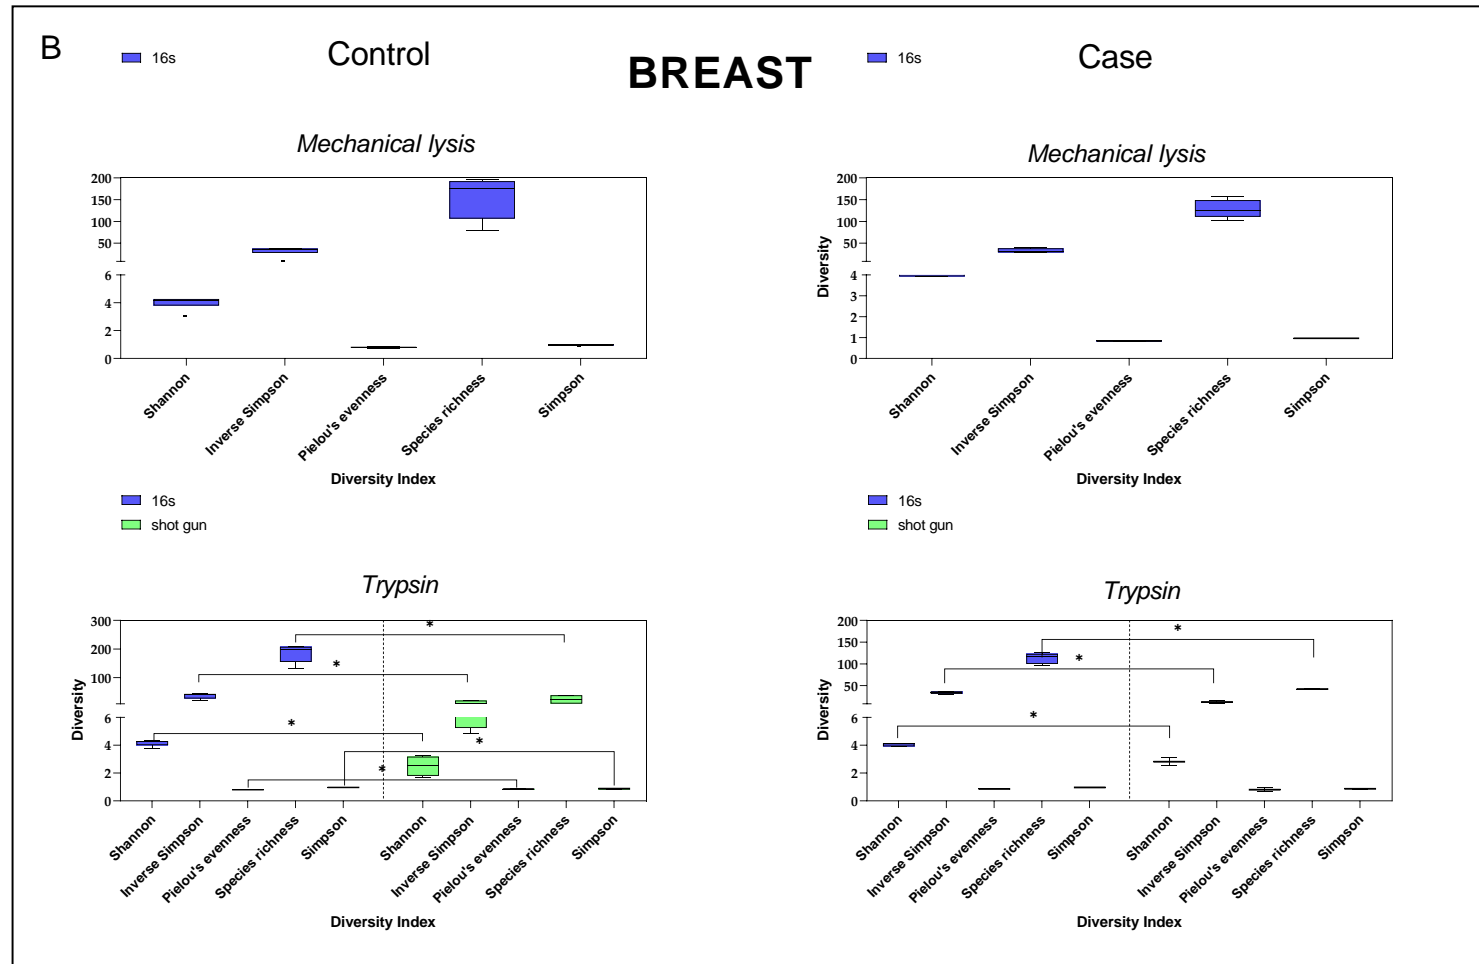 B
16s
Control
BREAST
16s
Case
Mechanical lysis
200
150
100
50
6
4
2
0
Shannon
Inverse Simpson
Pielou's evenness
Species richness
Simpson
Diversity Index
Mechanical lysis
Diversity
200
150
100
50
4
3
2
1
0
Shannon
Inverse Simpson
Pielou's evenness
Species richness
Simpson
Diversity Index
16s
shot gun
Trypsin
Diversity
300
200
100
6
4
2
0
*
*
*
*
*
Shannon
Inverse Simpson
Pielou's evenness
Species richness
Simpson
Shannon
Inverse Simpson
Pielou's evenness
Species richness
Simpson
Diversity Index
16s
shot gun
Trypsin
Diversity
200
150
100
50
6
4
2
0
*
*
*
Shannon
Inverse Simpson
Pielou's evenness
Species richness
Simpson
Shannon
Inverse Simpson
Pielou's evenness
Species richness
Simpson
Diversity Index